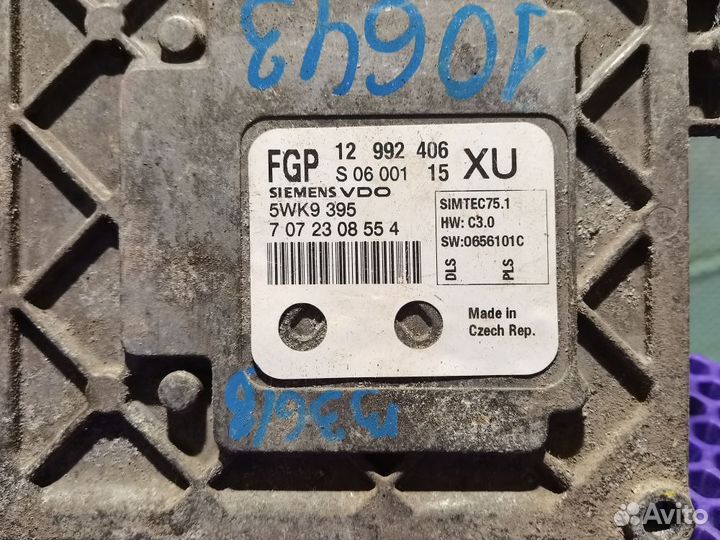 10643
FGP 12 992 406 XU
S 06 001 15
SIEMENS VDO
5WK9 395
7 07 23 08 55 4
SIMTEC75.1
HW: C3.0
SW:0656101C
DLS PLS
Made in
Czech Rep.
Avito